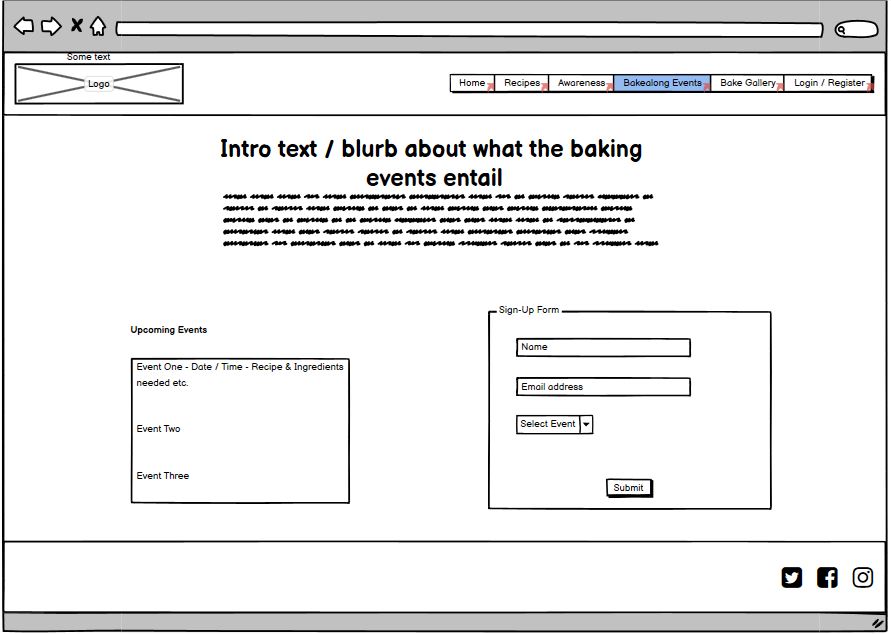 Some text
Logo
Home Recipes Awareness Bakealong Events Bake Gallery Login / Register
Intro text / blurb about what the baking
events entail
Sign-Up Form
Upcoming Events
Name
Event One - Date / Time - Recipe & Ingredients
needed etc.
Email address
Select Event
Event Two
Event Three
Submit